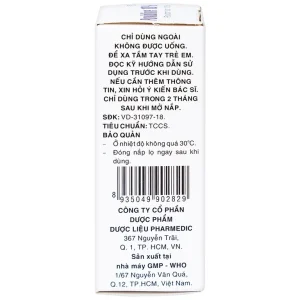 CHỈ DÙNG NGOÀI
KHÔNG ĐƯỢC UỐNG.
ĐỂ XA TẦM TAY TRẺ EM.
ĐỌC KỸ HƯỚNG DẪN SỬ
DỤNG TRƯỚC KHI DÙNG.
NẾU CẦN THÊM THÔNG
TIN, XIN HỎI Ý KIẾN BÁC SĨ.
CHỈ DÙNG TRONG 2 THÁNG
SAU KHI MỞ NẮP.
SĐK: VD-31097-18.
TIÊU CHUẨN: TCCS.
BẢO QUẢN
- Ở nhiệt độ không quá 30°C.
- Đóng nắp lọ ngay sau khi
dùng.
8 935049 902829
CÔNG TY CỔ PHẦN
DƯỢC PHẨM
DƯỢC LIỆU PHARMEDIC
367 Nguyễn Trãi,
Q. 1, TP. HCM, VN.
Sản xuất tại
nhà máy GMP - WHO
1/67 Nguyễn Văn Quá,
Q.12, TP. HCM, VN.